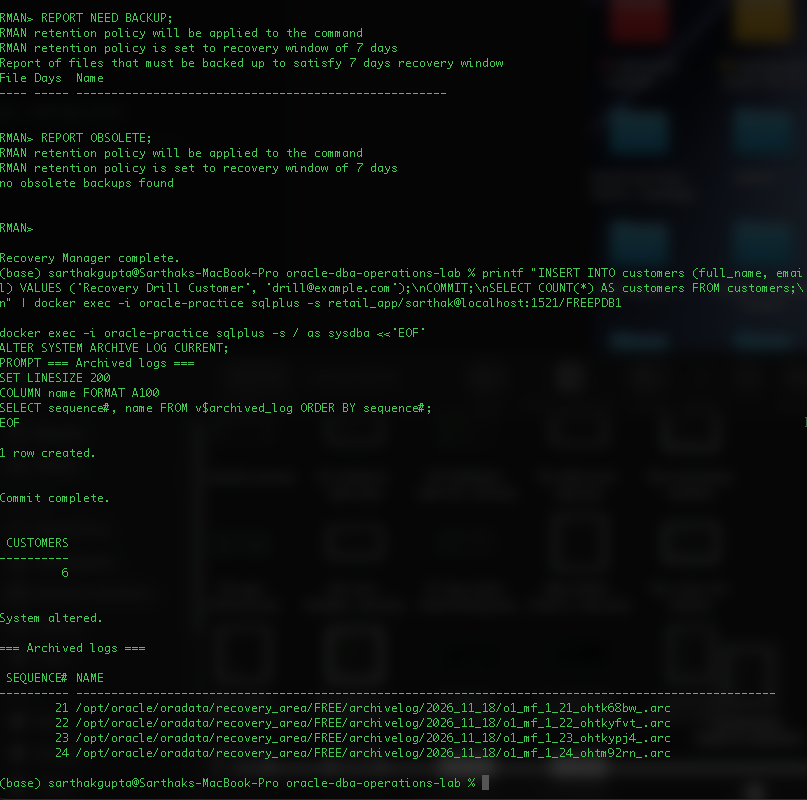 RMAN> REPORT NEED BACKUP;
RMAN retention policy will be applied to the command
RMAN retention policy is set to recovery window of 7 days
Report of files that must be backed up to satisfy 7 days recovery window
File Days  Name
---- ----- -----------------------------------------------------
RMAN> REPORT OBSOLETE;
RMAN retention policy will be applied to the command
RMAN retention policy is set to recovery window of 7 days
no obsolete backups found
RMAN>
Recovery Manager complete.
(base) sarthakgupta@Sarthaks-MacBook-Pro oracle-dba-operations-lab % printf "INSERT INTO customers (full_name, emai
l) VALUES ('Recovery Drill Customer', 'drill@example.com');\nCOMMIT;\nSELECT COUNT(*) AS customers FROM customers;\
n" | docker exec -i oracle-practice sqlplus -s retail_app/sarthak@localhost:1521/FREEPDB1
docker exec -i oracle-practice sqlplus -s / as sysdba <<'EOF'
ALTER SYSTEM ARCHIVE LOG CURRENT;
PROMPT === Archived logs ===
SET LINESIZE 200
COLUMN name FORMAT A100
SELECT sequence#, name FROM v$archived_log ORDER BY sequence#;
EOF
1 row created.
Commit complete.
 CUSTOMERS
----------
         6
System altered.
=== Archived logs ===
 SEQUENCE# NAME
---------- ----------------------------------------------------------------------------------------------------
        21 /opt/oracle/oradata/recovery_area/FREE/archivelog/2026_11_18/o1_mf_1_21_ohtk68bw_.arc
        22 /opt/oracle/oradata/recovery_area/FREE/archivelog/2026_11_18/o1_mf_1_22_ohtkyfvt_.arc
        23 /opt/oracle/oradata/recovery_area/FREE/archivelog/2026_11_18/o1_mf_1_23_ohtkypj4_.arc
        24 /opt/oracle/oradata/recovery_area/FREE/archivelog/2026_11_18/o1_mf_1_24_ohtm92rn_.arc
(base) sarthakgupta@Sarthaks-MacBook-Pro oracle-dba-operations-lab %